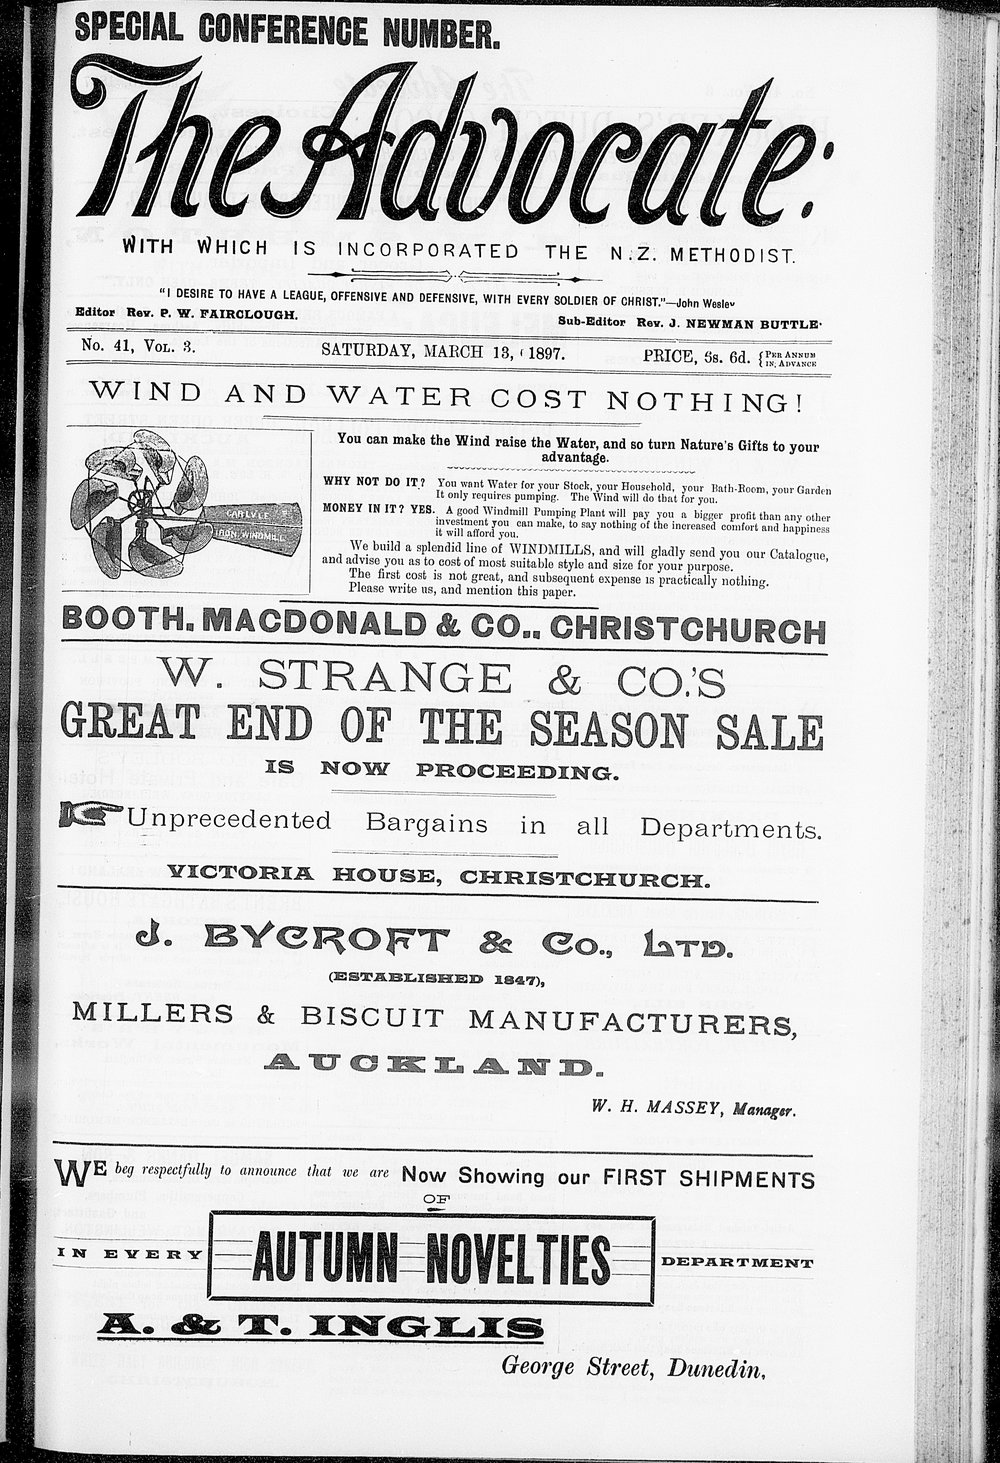 SPECIAL CONFERENCE NUMBER.
The Advocate:
WITH WHICH IS INCORPORATED THE N.Z. METHODIST.
"I DESIRE TO HAVE A LEAGUE, OFFENSIVE AND DEFENSIVE, WITH EVERY SOLDIER OF CHRIST."—John Wesley
Editor Rev. P. W. FAIRCLOUGH.
Sub-Editor Rev. J. NEWMAN BUTTLE.
No. 41, VOL. 3. SATURDAY, MARCH 13, 1897. PRICE, 6s. 6d. {PER ANNUM IN ADVANCE
WIND AND WATER COST NOTHING!
CARLYLE
IRON WINDMILL
You can make the Wind raise the Water, and so turn Nature's Gifts to your
advantage.
WHY NOT DO IT? You want Water for your Stock, your Household, your Bath-Room, your Garden
It only requires pumping. The Wind will do that for you.
MONEY IN IT? YES. A good Windmill Pumping Plant will pay you a bigger profit than any other
investment you can make, to say nothing of the increased comfort and happiness
it will afford you.
We build a splendid line of WINDMILLS, and will gladly send you our Catalogue,
and advise you as to cost of most suitable style and size for your purpose.
The first cost is not great, and subsequent expense is practically nothing.
Please write us, and mention this paper.
BOOTH, MACDONALD & CO., CHRISTCHURCH
W. STRANGE & CO.'S
GREAT END OF THE SEASON SALE
IS NOW PROCEEDING.
Unprecedented Bargains in all Departments.
VICTORIA HOUSE, CHRISTCHURCH.
J. BYCROFT & Co., LTD.
(ESTABLISHED 1847),
MILLERS & BISCUIT MANUFACTURERS,
AUCKLAND.
W. H. MASSEY, Manager.
WE beg respectfully to announce that we are Now Showing our FIRST SHIPMENTS
OF
IN EVERY AUTUMN NOVELTIES DEPARTMENT
A. & T. INGLIS
George Street, Dunedin.